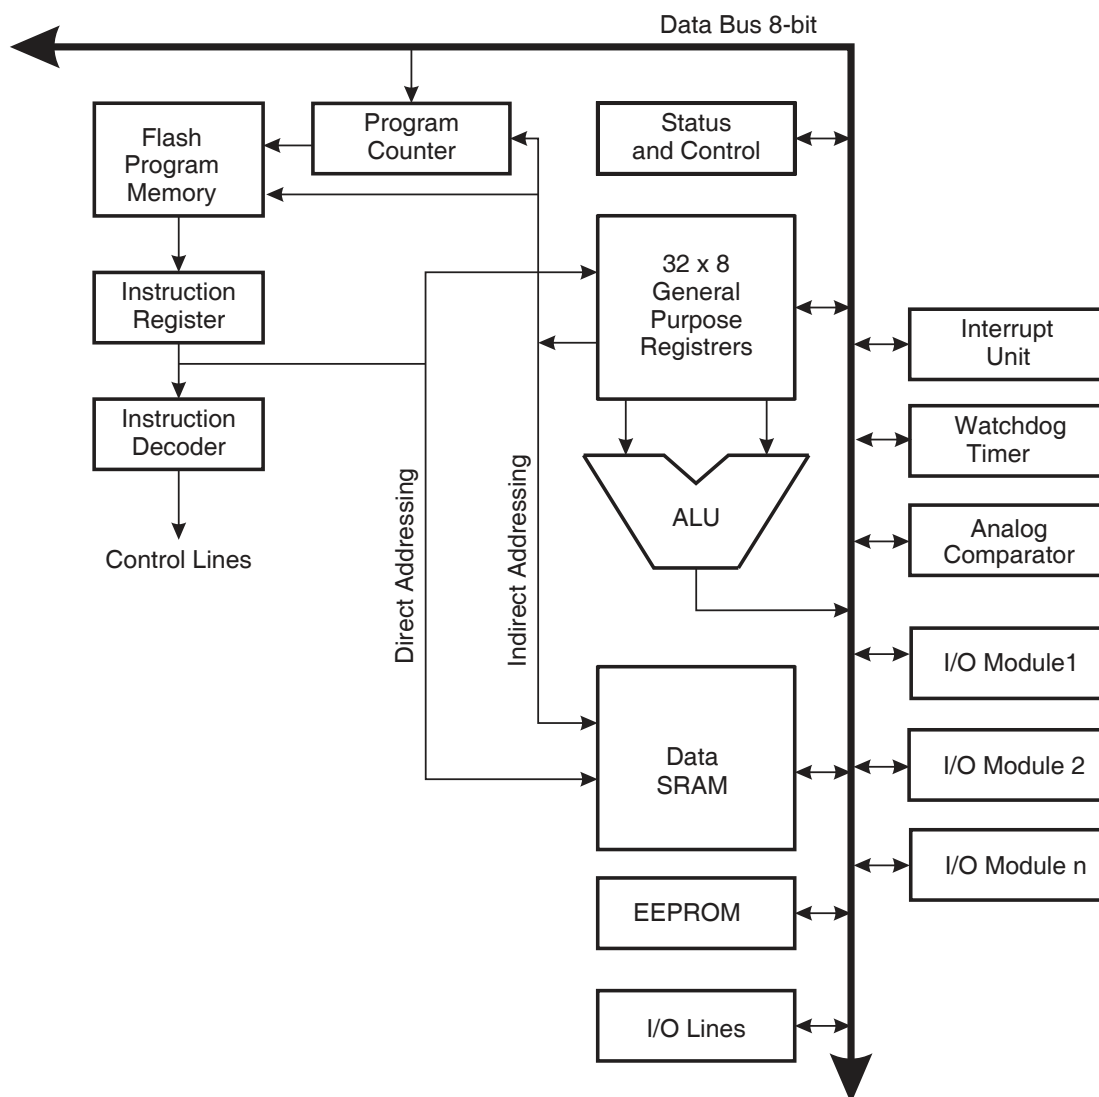 Data Bus 8-bit
Flash
Program
Memory
Program
Counter
Status
and Control
32 x 8
General
Purpose
Registrers
Instruction
Register
Interrupt
Unit
Instruction
Decoder
Watchdog
Timer
Direct Addressing
Indirect Addressing
ALU
Analog
Comparator
Control Lines
I/O Module1
Data
SRAM
I/O Module 2
I/O Module n
EEPROM
I/O Lines